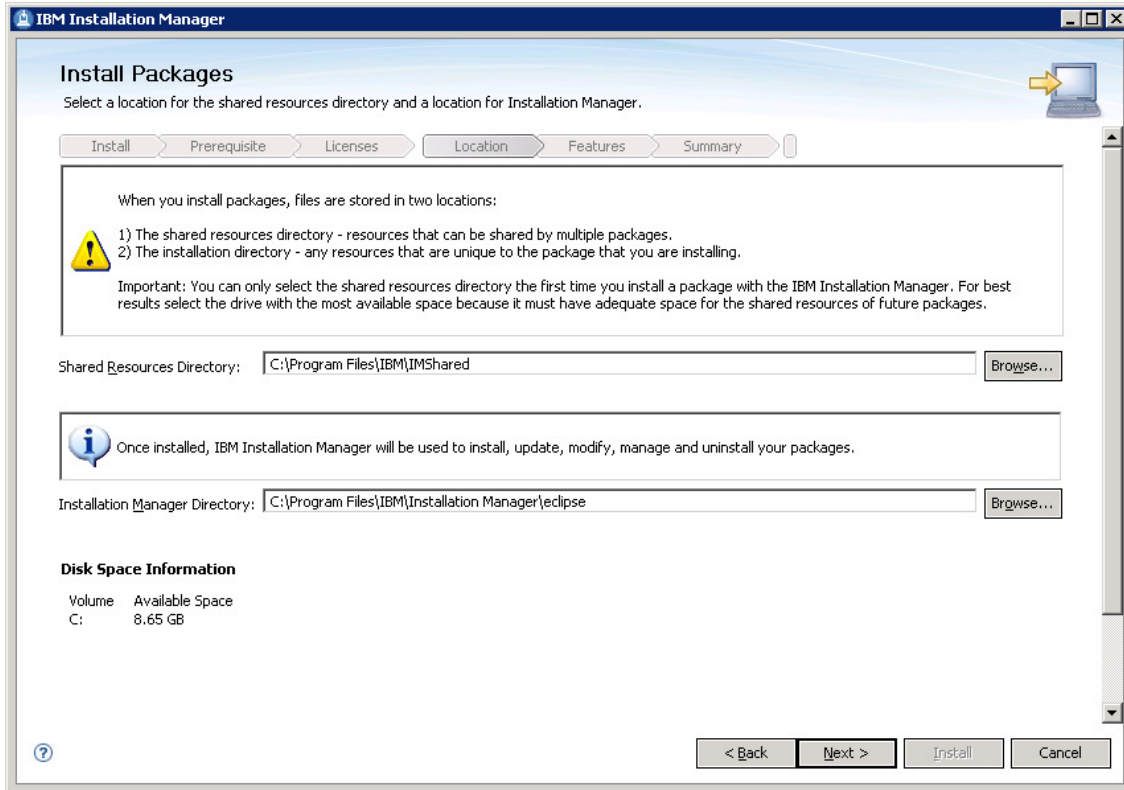 IBM Installation Manager
Install Packages
Select a location for the shared resources directory and a location for Installation Manager.
Install Prerequisite Licenses Location Features Summary
When you install packages, files are stored in two locations:
1) The shared resources directory - resources that can be shared by multiple packages.
2) The installation directory - any resources that are unique to the package that you are installing.
Important: You can only select the shared resources directory the first time you install a package with the IBM Installation Manager. For best
results select the drive with the most available space because it must have adequate space for the shared resources of future packages.
Shared Resources Directory: C:\Program Files\IBM\IMShared Browse...
Once installed, IBM Installation Manager will be used to install, update, modify, manage and uninstall your packages.
Installation Manager Directory: C:\Program Files\IBM\Installation Manager\eclipse Browse...
Disk Space Information
Volume Available Space
C: 8.65 GB
? < Back Next > Install Cancel